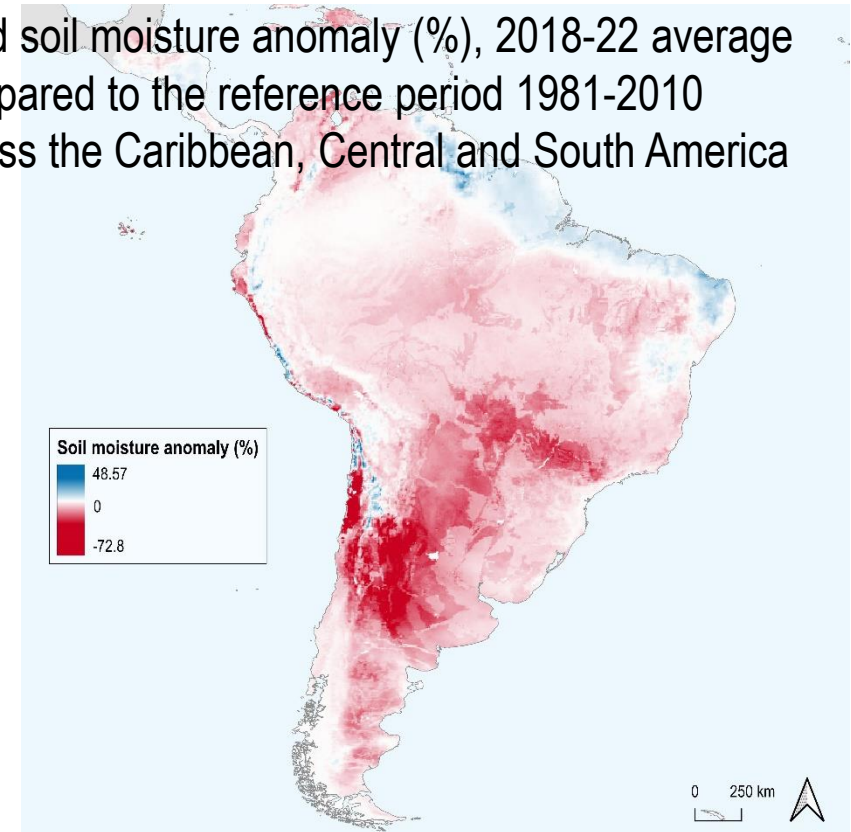 soil moisture anomaly (%), 2018-22 average
pared to the reference period 1981-2010
ss the Caribbean, Central and South America
Soil moisture anomaly (%)
48.57
0
-72.8
0 250 km